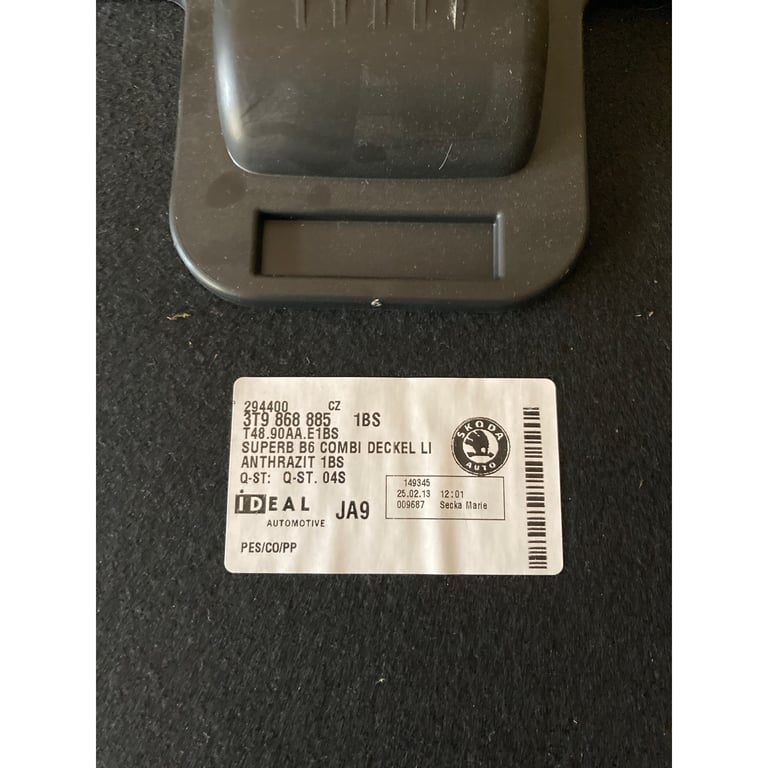 294400 CZ
3T9 868 885 1BS
T48.90AA.E1BS
SUPERB B6 COMBI DECKEL LI
ANTHRAZIT 1BS
Q-ST: Q-ST. 04S
SKODA
AUTO
149345
25.02.13 12:01
009687 Secka Marie
IDEAL JA9
AUTOMOTIVE
PES/CO/PP